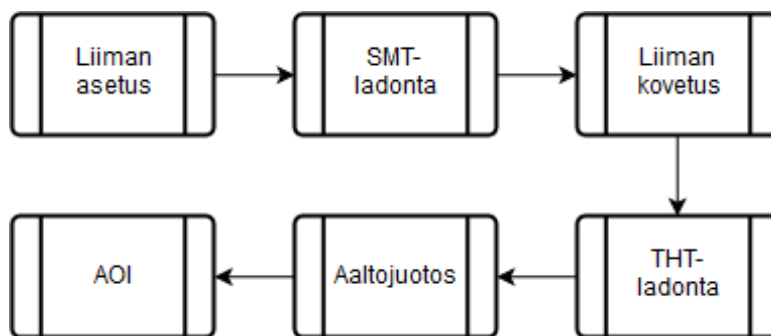 Liiman
asetus
SMT-
ladonta
Liiman
kovetus
AOI
Aaltojuotos
THT-
ladonta